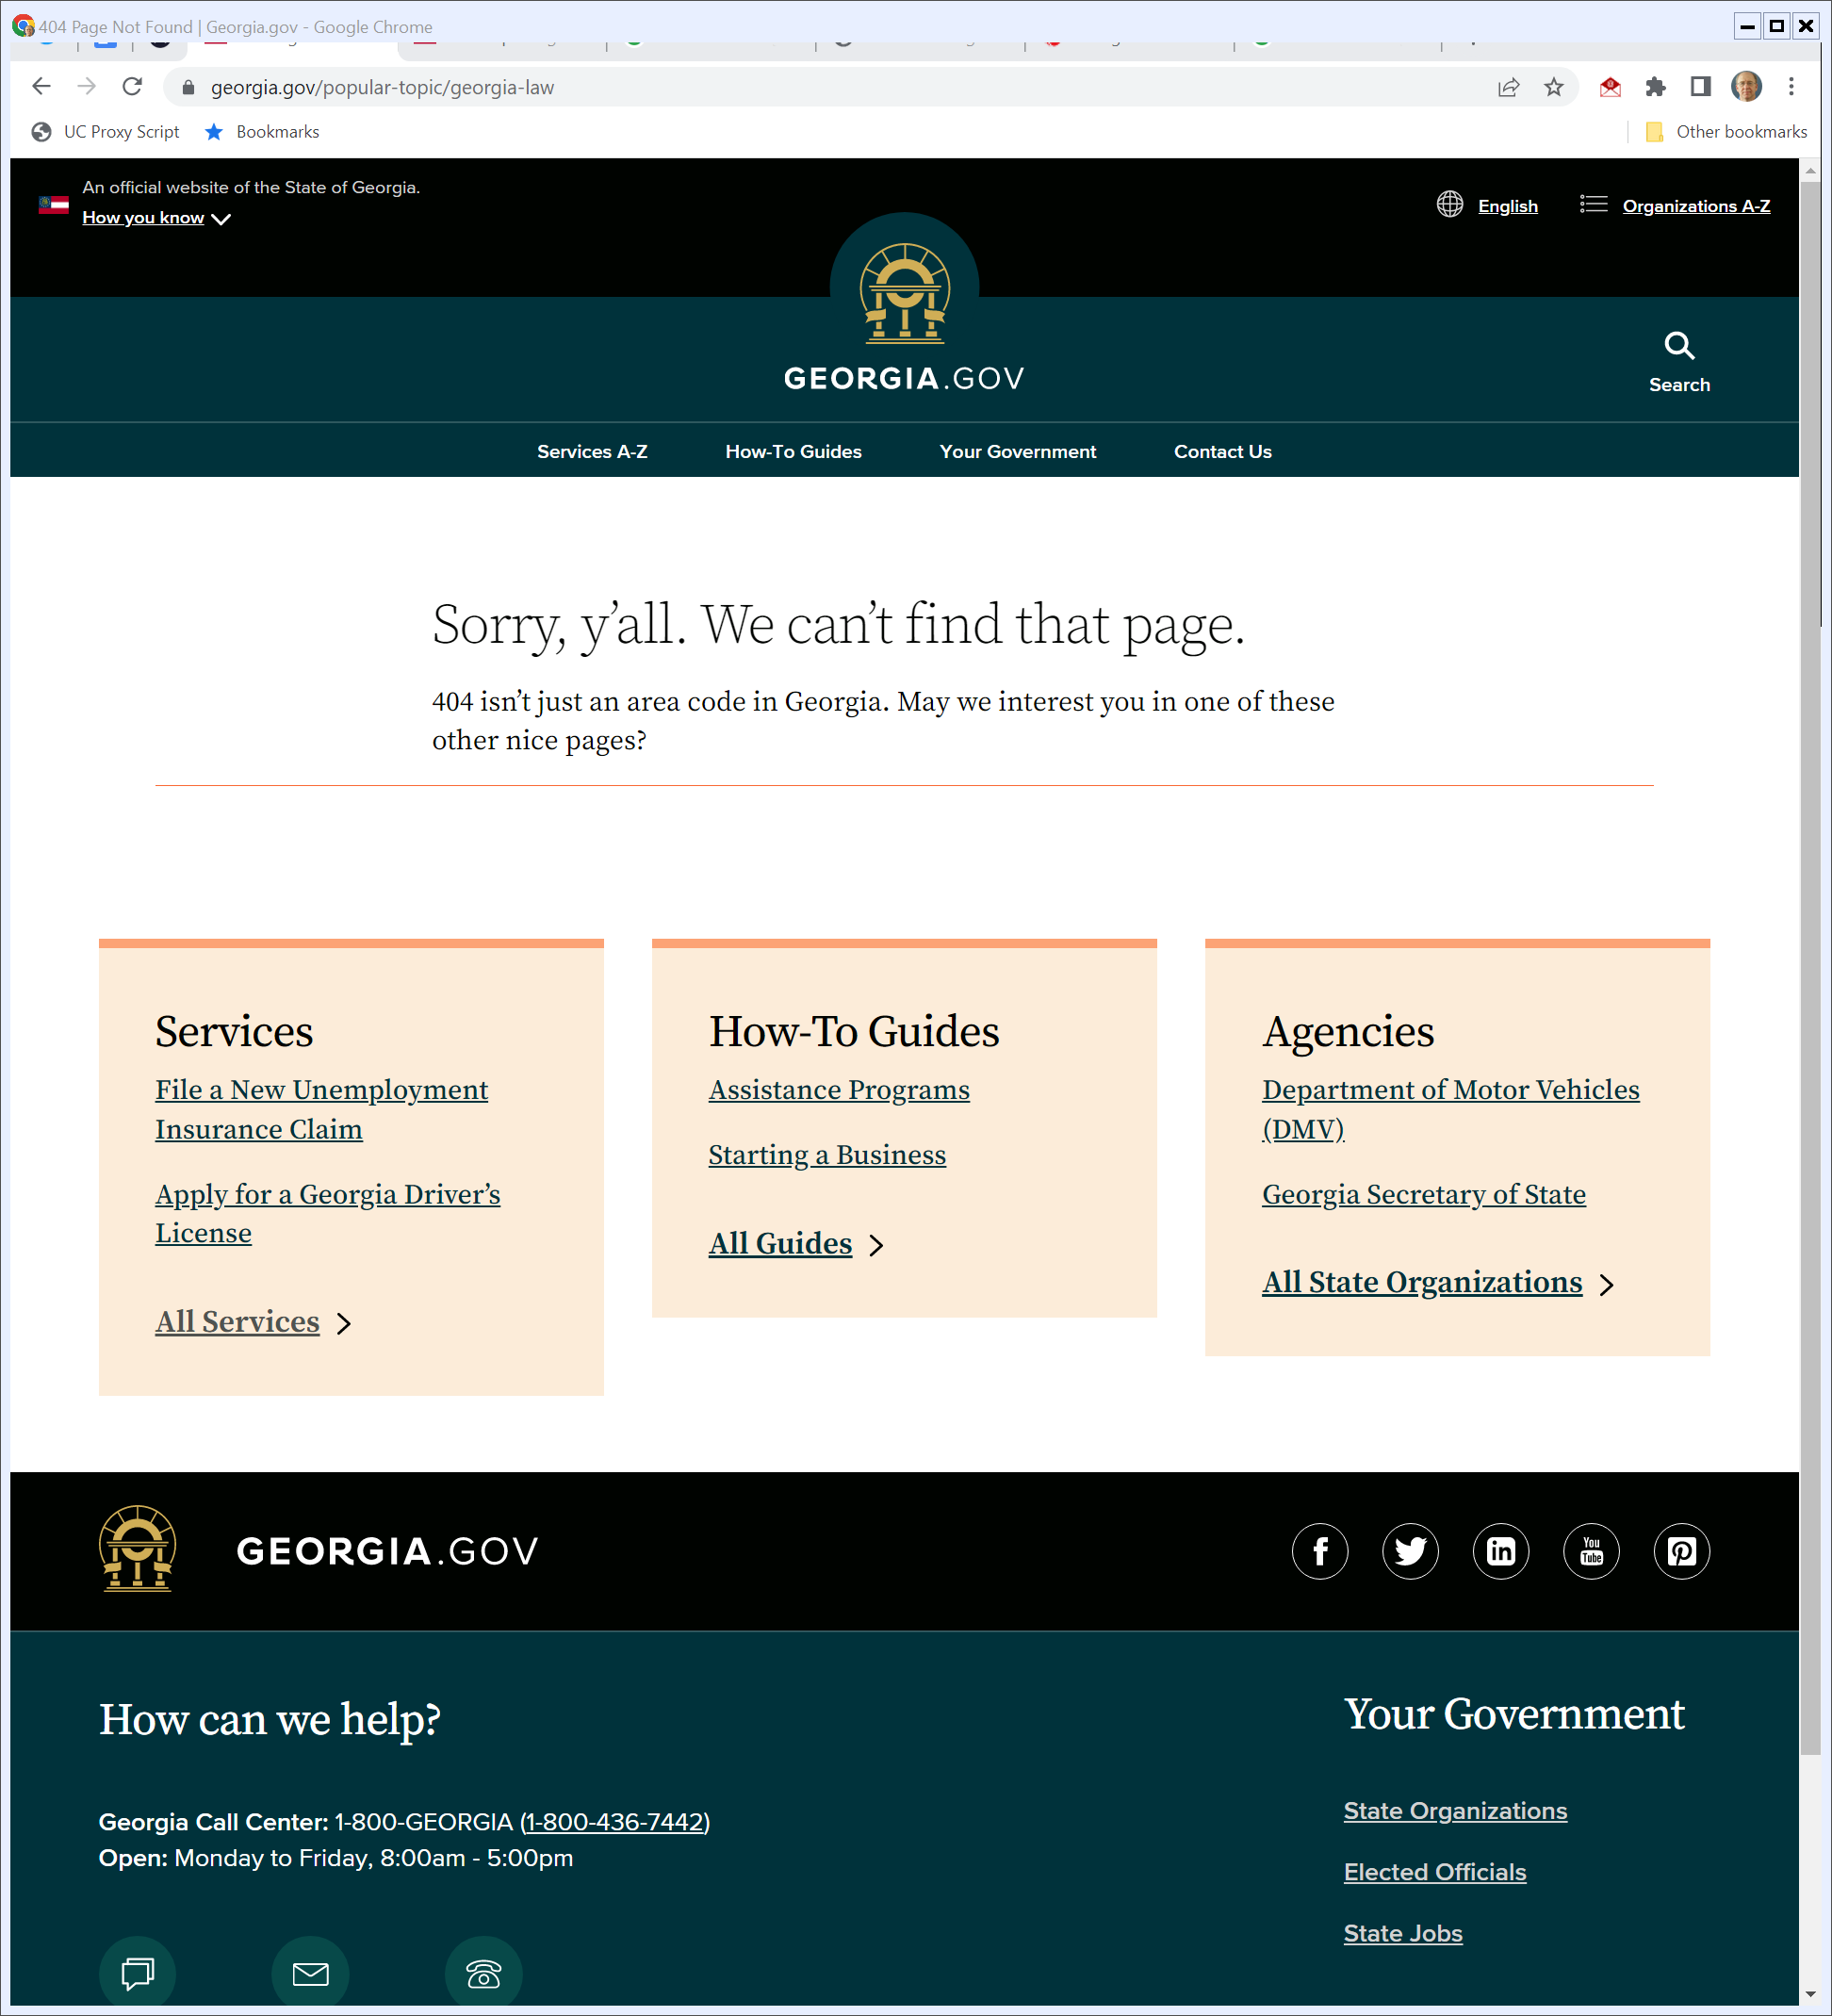 404 Page Not Found | Georgia.gov - Google Chrome
georgia.gov/popular-topic/georgia-law
UC Proxy Script
Bookmarks
Other bookmarks
An official website of the State of Georgia.
How you know
English
Organizations A-Z
GEORGIA.GOV
Search
Services A-Z
How-To Guides
Your Government
Contact Us
Sorry, y’all. We can’t find that page.
404 isn’t just an area code in Georgia. May we interest you in one of these
other nice pages?
Services
File a New Unemployment
Insurance Claim
Apply for a Georgia Driver’s
License
All Services
How-To Guides
Assistance Programs
Starting a Business
All Guides
Agencies
Department of Motor Vehicles
(DMV)
Georgia Secretary of State
All State Organizations
GEORGIA.GOV
f
in
You
Tube
How can we help?
Georgia Call Center: 1-800-GEORGIA (1-800-436-7442)
Open: Monday to Friday, 8:00am - 5:00pm
Your Government
State Organizations
Elected Officials
State Jobs